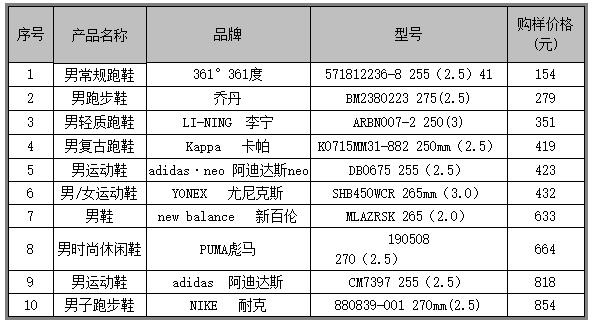 序号 产品名称 品牌 型号 购样价格(元)
1 男常规跑鞋 361° 361度 571812236-8 255（2.5）41 154
2 男跑步鞋 乔丹 BM2380223 275(2.5) 279
3 男轻质跑鞋 LI-NING 李宁 ARBN007-2 250(3) 351
4 男复古跑鞋 Kappa 卡帕 K0715MM31-882 250mm（2.5） 419
5 男运动鞋 adidas·neo 阿迪达斯neo DB0675 255（2.5） 423
6 男/女运动鞋 YONEX 尤尼克斯 SHB450WCR 265mm（3.0） 432
7 男鞋 new balance 新百伦 MLAZRSK 265（2.0） 633
8 男时尚休闲鞋 PUMA彪马 190508
270（2.5） 664
9 男运动鞋 adidas 阿迪达斯 CM7397 255（2.5） 818
10 男子跑步鞋 NIKE 耐克 880839-001 270mm(2.5) 854